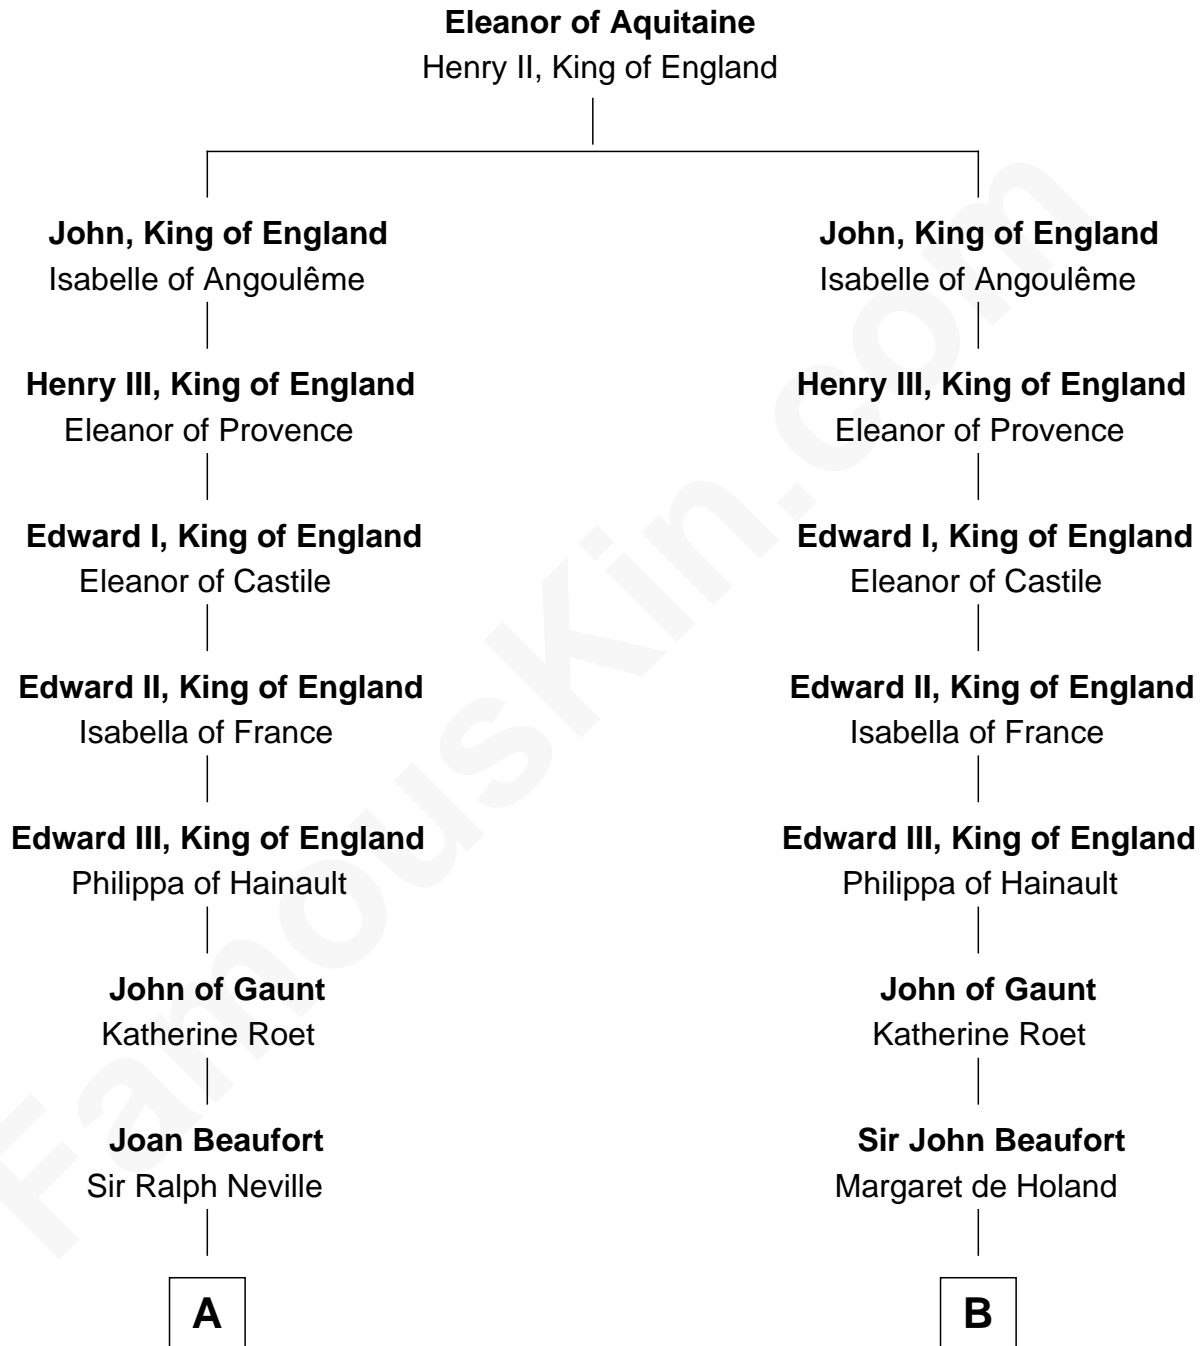 Eleanor of Aquitaine
Henry II, King of England
John, King of England
Isabelle of Angoulême
Henry III, King of England
Eleanor of Provence
Edward I, King of England
Eleanor of Castile
Edward II, King of England
Isabella of France
Edward III, King of England
Philippa of Hainault
John of Gaunt
Katherine Roet
Joan Beaufort
Sir Ralph Neville
A
John, King of England
Isabelle of Angoulême
Henry III, King of England
Eleanor of Provence
Edward I, King of England
Eleanor of Castile
Edward II, King of England
Isabella of France
Edward III, King of England
Philippa of Hainault
John of Gaunt
Katherine Roet
Sir John Beaufort
Margaret de Holand
B
FamousKin.com